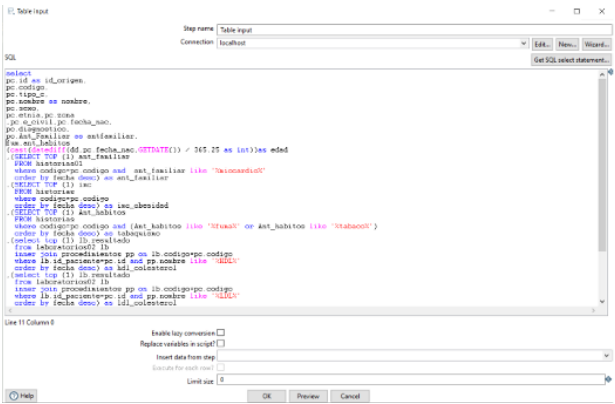 Table input
Step name Table input
Connection localhost Edit... New... Wizard...
SQL Get SQL select statement...
select
pc.id as id_origen,
pc.codigo,
pc.tipo_c,
pc.nombre as nombre,
pc.sexo,
pc.etnia,pc.zona
,pc.e_civil,pc.fecha_nac,
pc.diagnostico,
pc.Ant_Familiar as antfamiliar,
ant_habitos
(cast(datediff(dd,pc.fecha_nac,GETDATE()) / 365.25 as int))as edad
,(SELECT TOP (1) ant_familiar
FROM historias01
where codigo=pc.codigo and ant_familiar like '%miocardio%'
order by fecha desc) as ant_familiar
,(SELECT TOP (1) imc
FROM historias
where codigo=pc.codigo
order by fecha desc) as imc_obesidad
,(SELECT TOP (1) Ant_habitos
FROM historias
where codigo=pc.codigo and (Ant_habitos like '%fuma%' or Ant_habitos like '%tabaco%')
order by fecha desc) as tabaquismo
,(select top (1) lb.resultado
from laboratorios02 lb
inner join procedimientos pp on lb.codigo=pc.codigo
where lb.id_paciente=pc.id and pp.nombre like '%HDL%'
order by fecha desc) as hdl_colesterol
,(select top (1) lb.resultado
from laboratorios02 lb
inner join procedimientos pp on lb.codigo=pc.codigo
where lb.id_paciente=pc.id and pp.nombre like '%LDL%'
order by fecha desc) as ldl_colesterol
Line 11 Column 0
Enable lazy conversion
Replace variables in script?
Insert data from step
Execute for each row?
Limit size 0
Help OK Preview Cancel